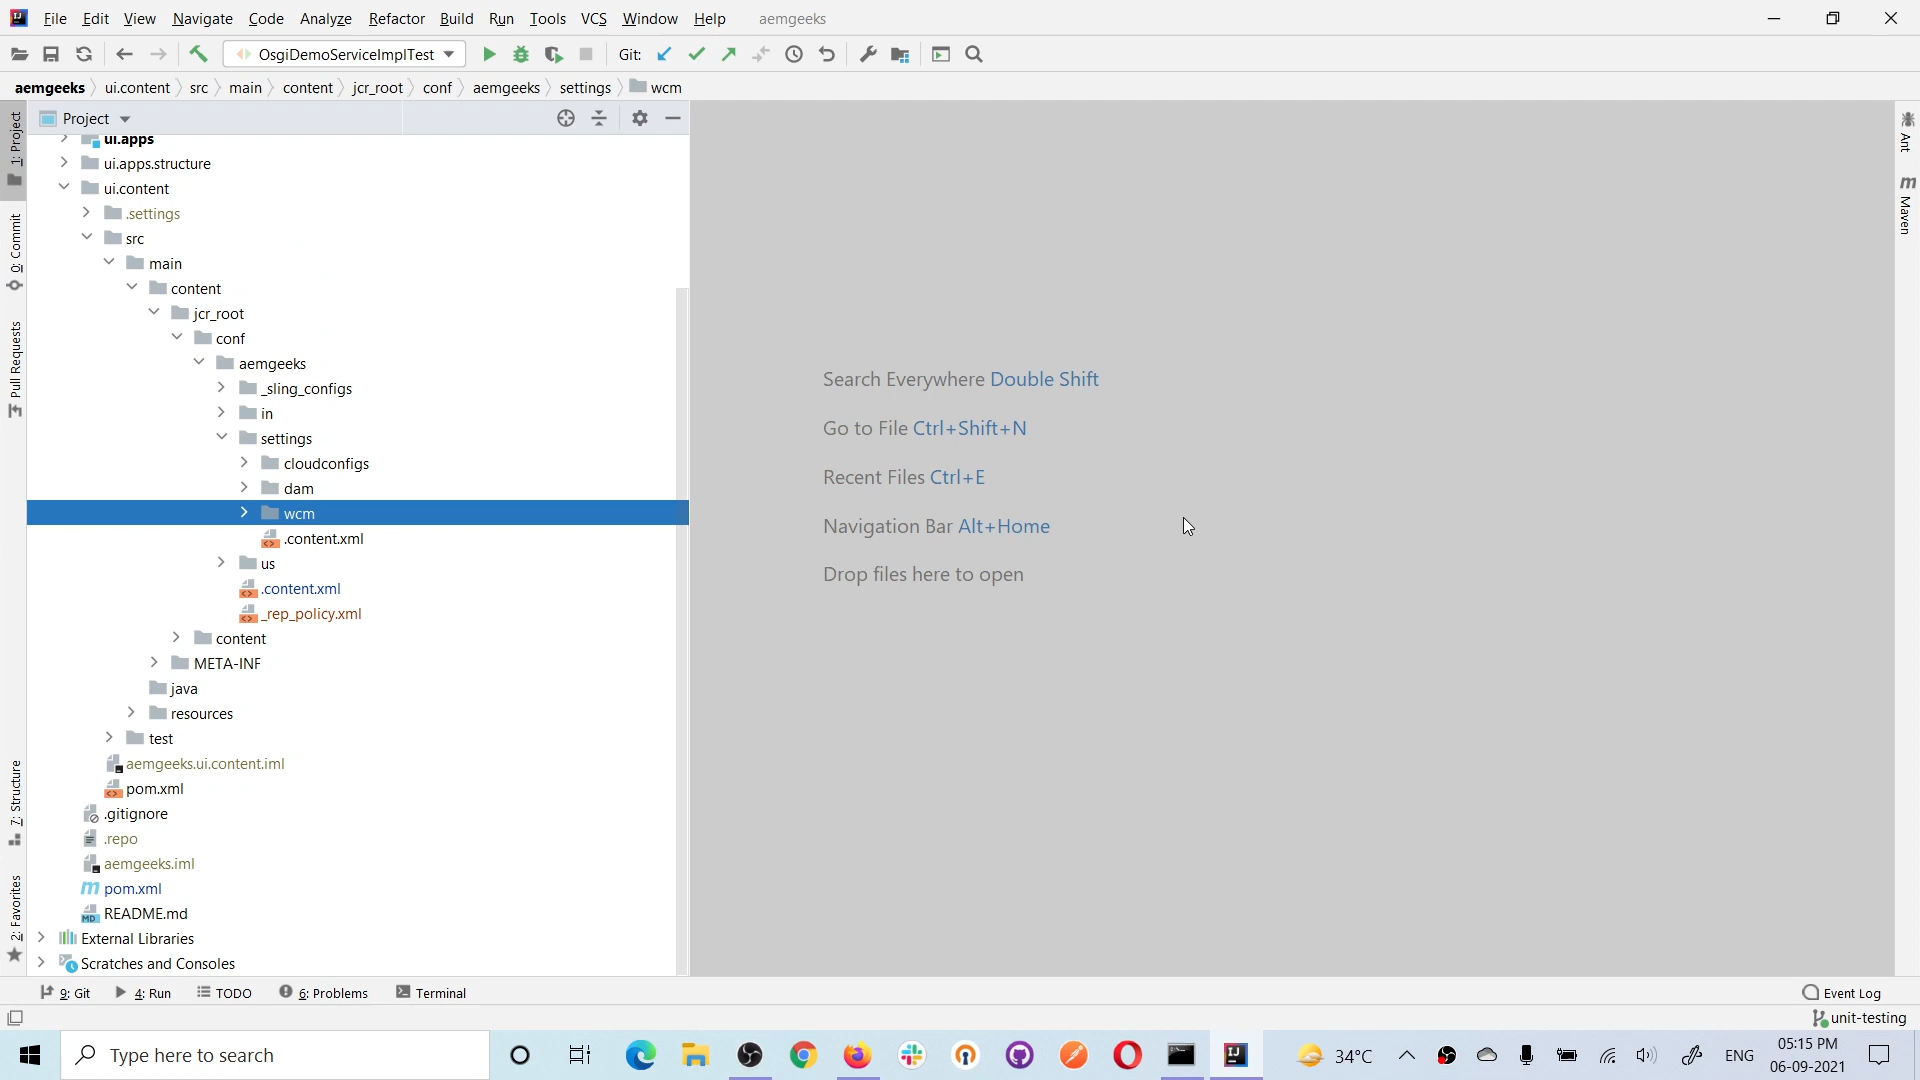 File Edit View Navigate Code Analyze Refactor Build Run Tools VCS Window Help aemgeeks
OsgiDemoServiceImplTest Git:
aemgeeks ui.content src main content jcr_root conf aemgeeks settings wcm
Project
ui.apps
ui.apps.structure
ui.content
.settings
src
main
content
jcr_root
conf
aemgeeks
_sling_configs
in
settings
cloudconfigs
dam
wcm
.content.xml
us
.content.xml
_rep_policy.xml
content
META-INF
java
resources
test
aemgeeks.ui.content.iml
pom.xml
.gitignore
.repo
aemgeeks.iml
pom.xml
README.md
External Libraries
Scratches and Consoles
1: Project
0: Commit
Pull Requests
7: Structure
2: Favorites
Search Everywhere Double Shift
Go to File Ctrl+Shift+N
Recent Files Ctrl+E
Navigation Bar Alt+Home
Drop files here to open
Ant
Maven
9: Git 4: Run TODO 6: Problems Terminal Event Log
unit-testing
Type here to search 34°C ENG 05:15 PM
06-09-2021